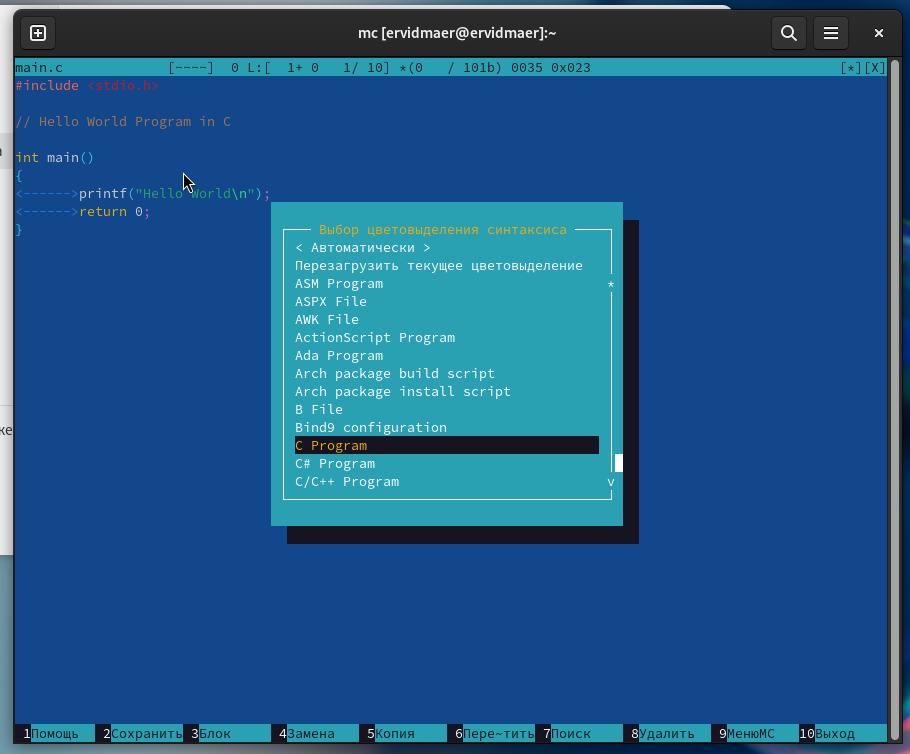 mc [ervidmaer@ervidmaer]:~
main.c [----] 0 L:[ 1+ 0 1/ 10] *(0 / 101b) 0035 0x023 [*][X]
#include <stdio.h>
// Hello World Program in C
int main()
{
<------>printf("Hello World\n");
<------>return 0;
}
Выбор цветовыделения синтаксиса
< Автоматически >
Перезагрузить текущее цветовыделение
ASM Program
ASPX File
AWK File
ActionScript Program
Ada Program
Arch package build script
Arch package install script
B File
Bind9 configuration
C Program
C# Program
C/C++ Program
1Помощь 2Сохранить 3Блок 4Замена 5Копия 6Пере~тить 7Поиск 8Удалить 9МенюМС 10Выход